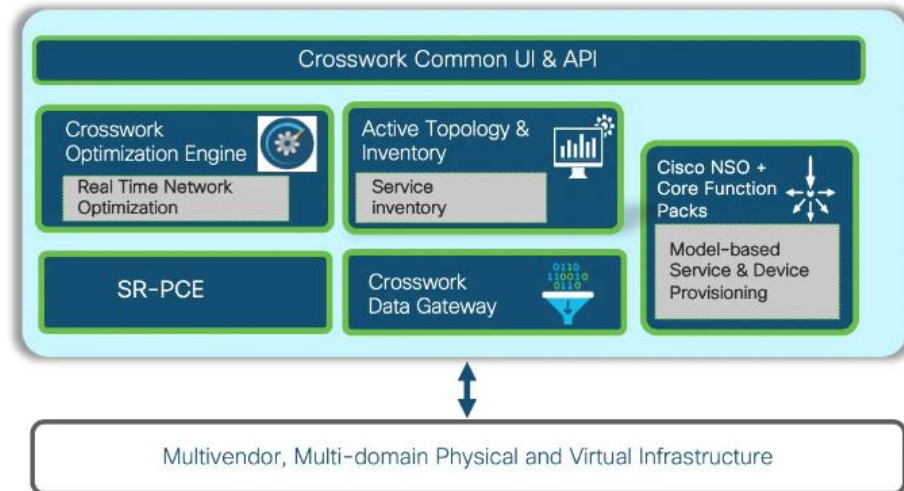 Crosswork Common UI & API
Crosswork
Optimization Engine
Real Time Network
Optimization
Active Topology &
Inventory
Service
inventory
Cisco NSO +
Core Function
Packs
Model-based
Service & Device
Provisioning
SR-PCE
Crosswork
Data Gateway
0110
110010
0110
Multivendor, Multi-domain Physical and Virtual Infrastructure